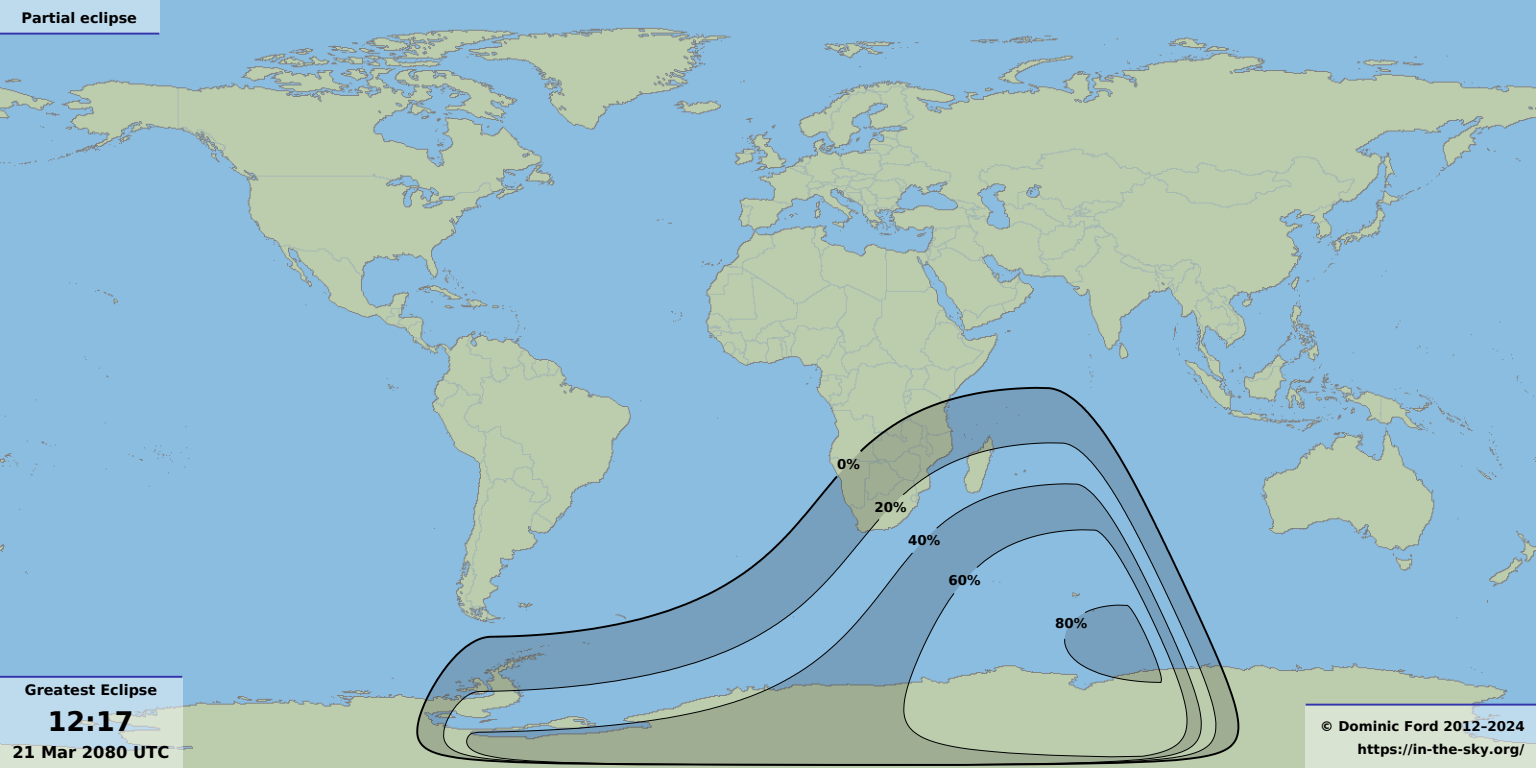 Partial eclipse
0%
20%
40%
60%
80%
Greatest Eclipse
12:17
21 Mar 2080 UTC
© Dominic Ford 2012–2024
https://in-the-sky.org/